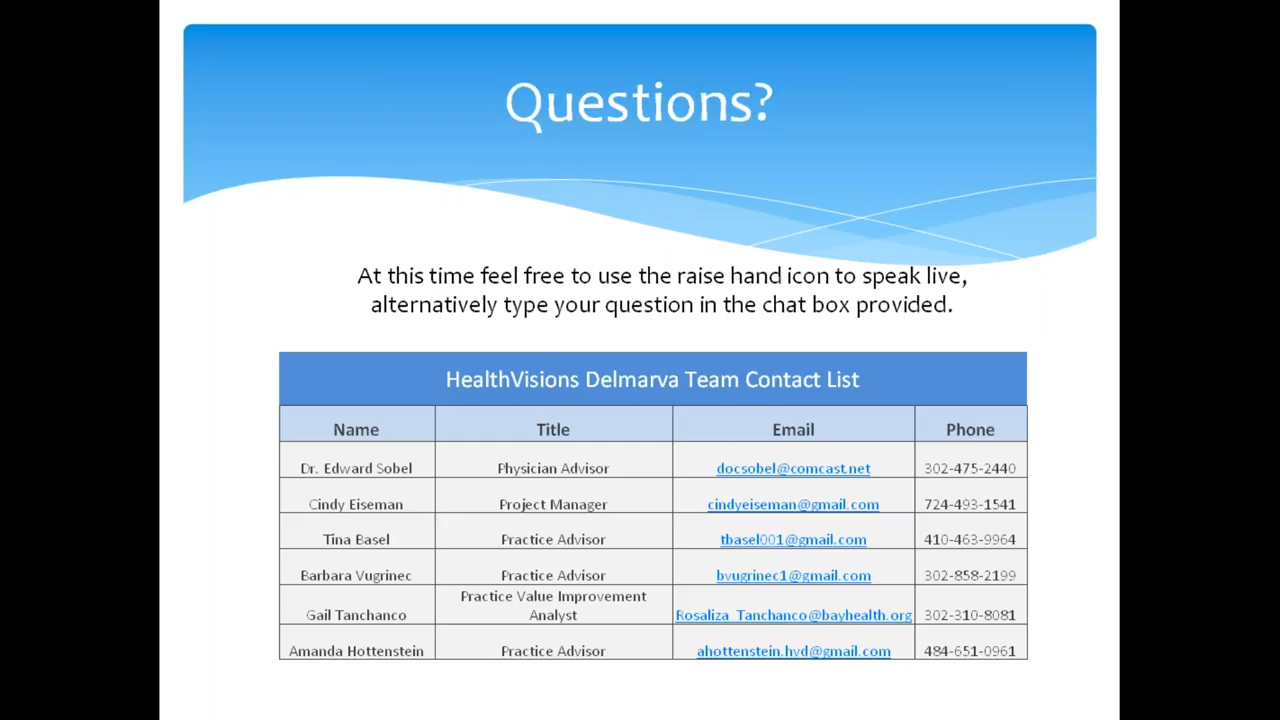 Questions?
At this time feel free to use the raise hand icon to speak live,
alternatively type your question in the chat box provided.
HealthVisions Delmarva Team Contact List
Name Title Email Phone
Dr. Edward Sobel Physician Advisor docsobel@comcast.net 302-475-2440
Cindy Eiseman Project Manager cindyeiseman@gmail.com 724-493-1541
Tina Basel Practice Advisor tbasel001@gmail.com 410-463-9964
Barbara Vugrinec Practice Advisor bvugrinec1@gmail.com 302-858-2199
Practice Value Improvement
Gail Tanchanco Analyst Rosaliza_Tanchanco@bayhealth.org 302-310-8081
Amanda Hottenstein Practice Advisor ahottenstein.hvd@gmail.com 484-651-0961